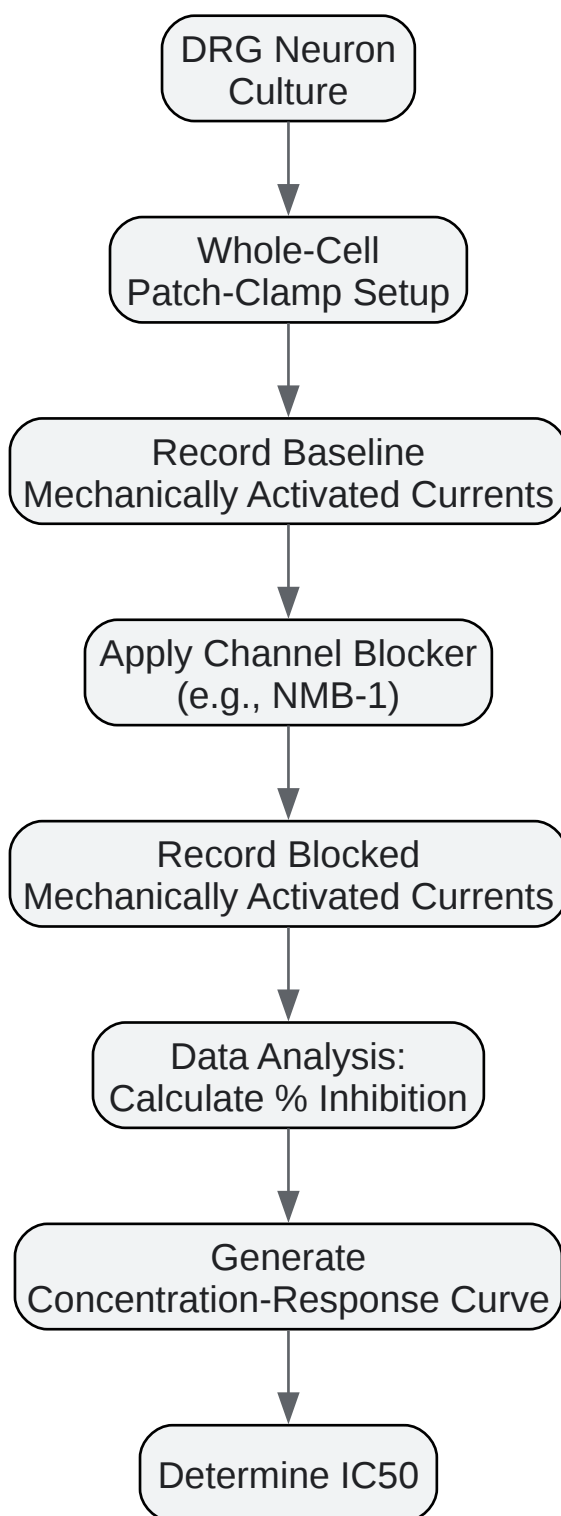 DRG Neuron
Culture
Whole-Cell
Patch-Clamp Setup
Record Baseline
Mechanically Activated Currents
Apply Channel Blocker
(e.g., NMB-1)
Record Blocked
Mechanically Activated Currents
Data Analysis:
Calculate % Inhibition
Generate
Concentration-Response Curve
Determine IC50